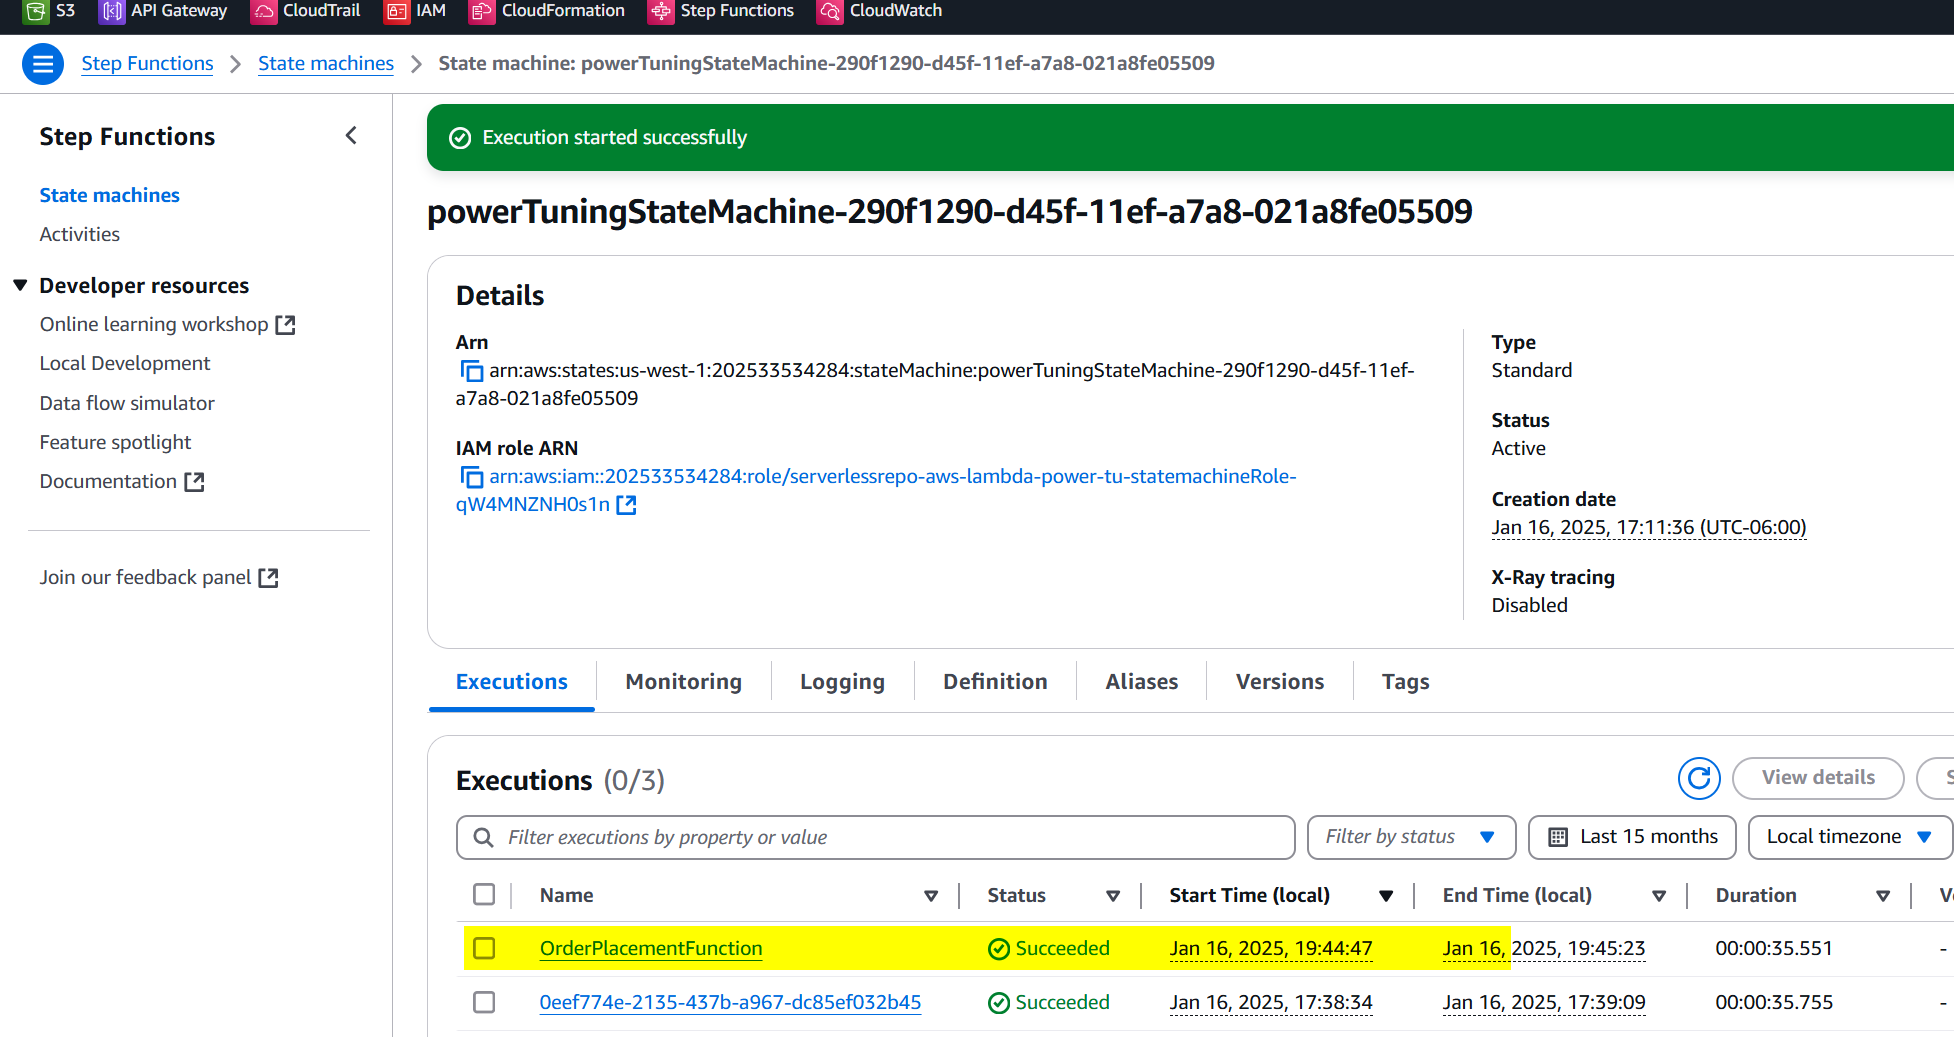 S3 API Gateway CloudTrail IAM CloudFormation Step Functions CloudWatch
Step Functions State machines State machine: powerTuningStateMachine-290f1290-d45f-11ef-a7a8-021a8fe05509
Step Functions
State machines
Activities
Developer resources
Online learning workshop
Local Development
Data flow simulator
Feature spotlight
Documentation
Join our feedback panel
Execution started successfully
powerTuningStateMachine-290f1290-d45f-11ef-a7a8-021a8fe05509
Details
Arn
arn:aws:states:us-west-1:202533534284:stateMachine:powerTuningStateMachine-290f1290-d45f-11ef-
a7a8-021a8fe05509
IAM role ARN
arn:aws:iam::202533534284:role/serverlessrepo-aws-lambda-power-tu-statemachineRole-
qW4MNZNH0s1n
Type
Standard
Status
Active
Creation date
Jan 16, 2025, 17:11:36 (UTC-06:00)
X-Ray tracing
Disabled
Executions Monitoring Logging Definition Aliases Versions Tags
Executions (0/3)
View details
Filter executions by property or value Filter by status Last 15 months Local timezone
Name Status Start Time (local) End Time (local) Duration
OrderPlacementFunction Succeeded Jan 16, 2025, 19:44:47 Jan 16, 2025, 19:45:23 00:00:35.551 -
0eef774e-2135-437b-a967-dc85ef032b45 Succeeded Jan 16, 2025, 17:38:34 Jan 16, 2025, 17:39:09 00:00:35.755 -